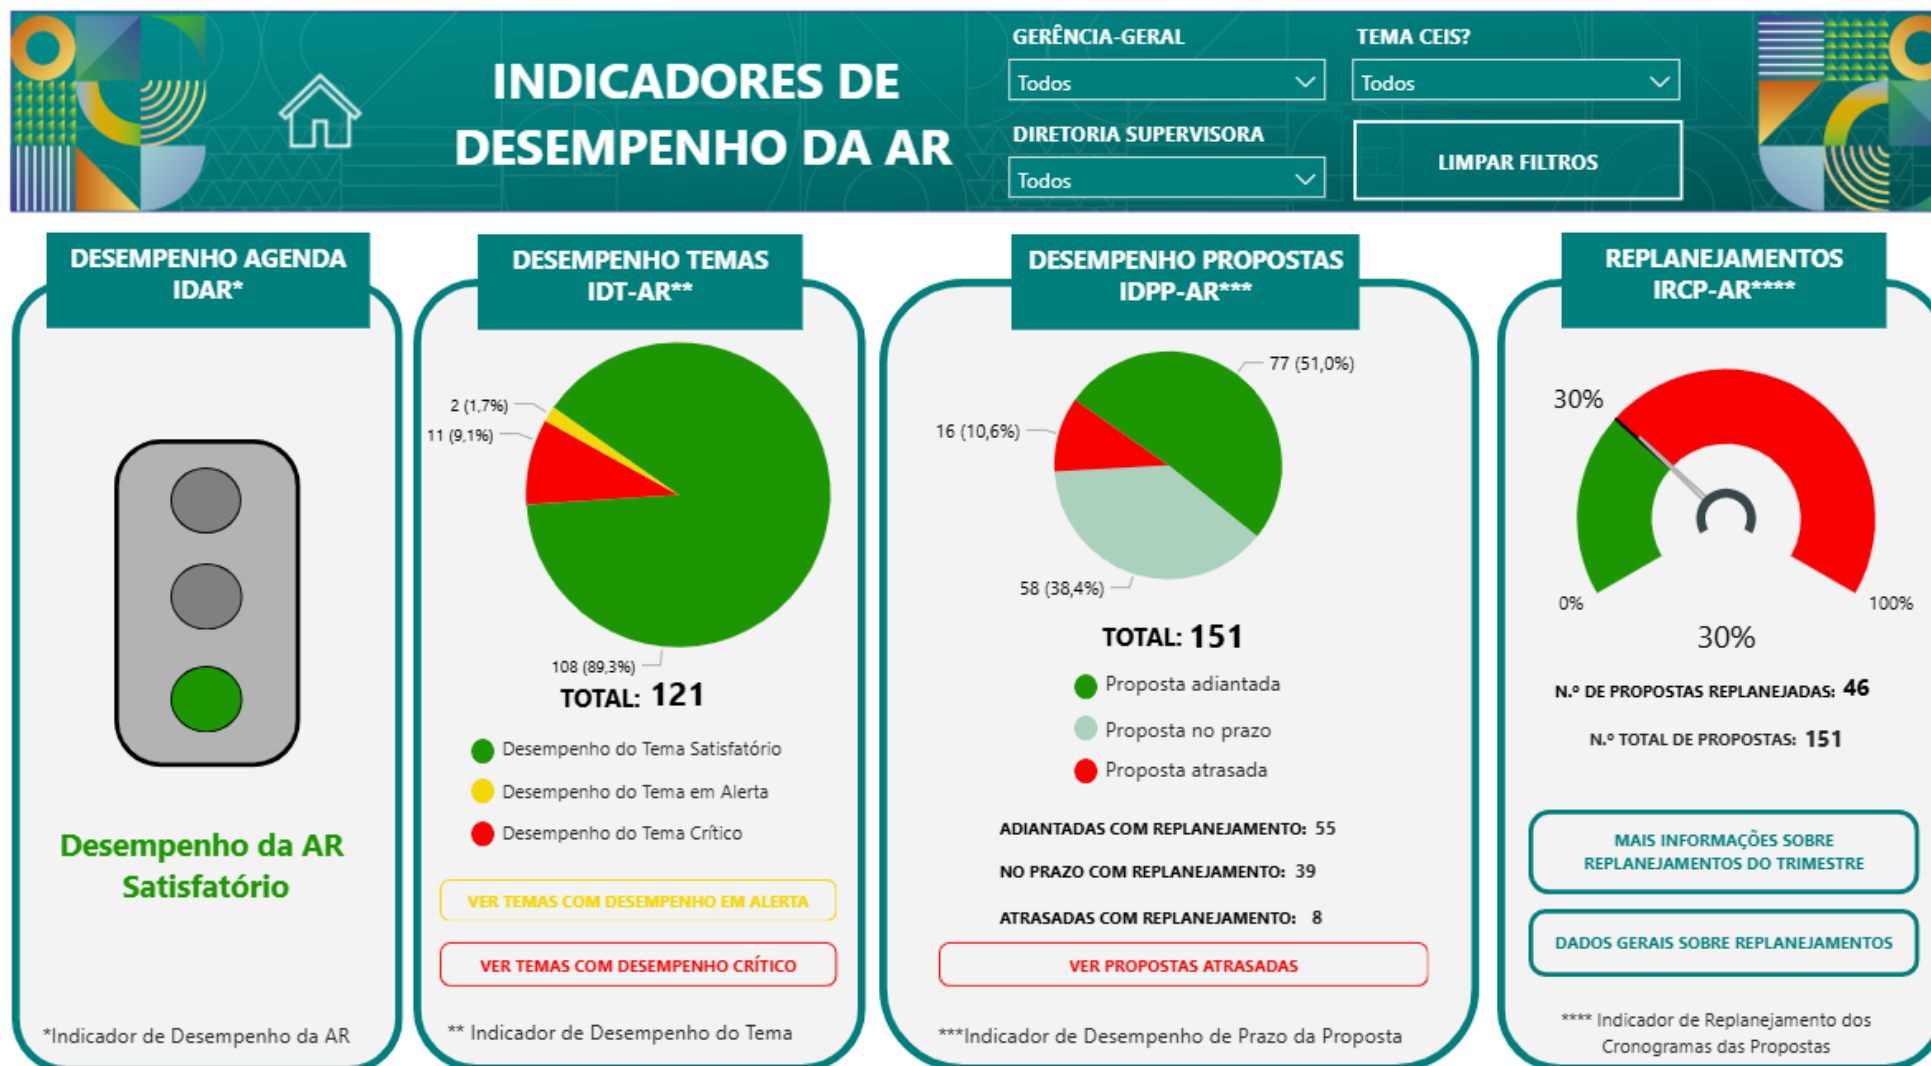 INDICADORES DE
DESEMPENHO DA AR
GERÊNCIA-GERAL
Todos
TEMA CEIS?
Todos
DIRETORIA SUPERVISORA
Todos
LIMPAR FILTROS
DESEMPENHO AGENDA
IDAR*
Desempenho da AR
Satisfatório
*Indicador de Desempenho da AR
DESEMPENHO TEMAS
IDT-AR**
2 (1,7%)
11 (9,1%)
108 (89,3%)
TOTAL: 121
Desempenho do Tema Satisfatório
Desempenho do Tema em Alerta
Desempenho do Tema Crítico
VER TEMAS COM DESEMPENHO EM ALERTA
VER TEMAS COM DESEMPENHO CRÍTICO
** Indicador de Desempenho do Tema
DESEMPENHO PROPOSTAS
IDPP-AR***
77 (51,0%)
16 (10,6%)
58 (38,4%)
TOTAL: 151
Proposta adiantada
Proposta no prazo
Proposta atrasada
ADIANTADAS COM REPLANEJAMENTO: 55
NO PRAZO COM REPLANEJAMENTO: 39
ATRASADAS COM REPLANEJAMENTO: 8
VER PROPOSTAS ATRASADAS
***Indicador de Desempenho de Prazo da Proposta
REPLANEJAMENTOS
IRCP-AR****
30%
0%
100%
30%
N.º DE PROPOSTAS REPLANEJADAS: 46
N.º TOTAL DE PROPOSTAS: 151
MAIS INFORMAÇÕES SOBRE
REPLANEJAMENTOS DO TRIMESTRE
DADOS GERAIS SOBRE REPLANEJAMENTOS
**** Indicador de Replanejamento dos
Cronogramas das Propostas